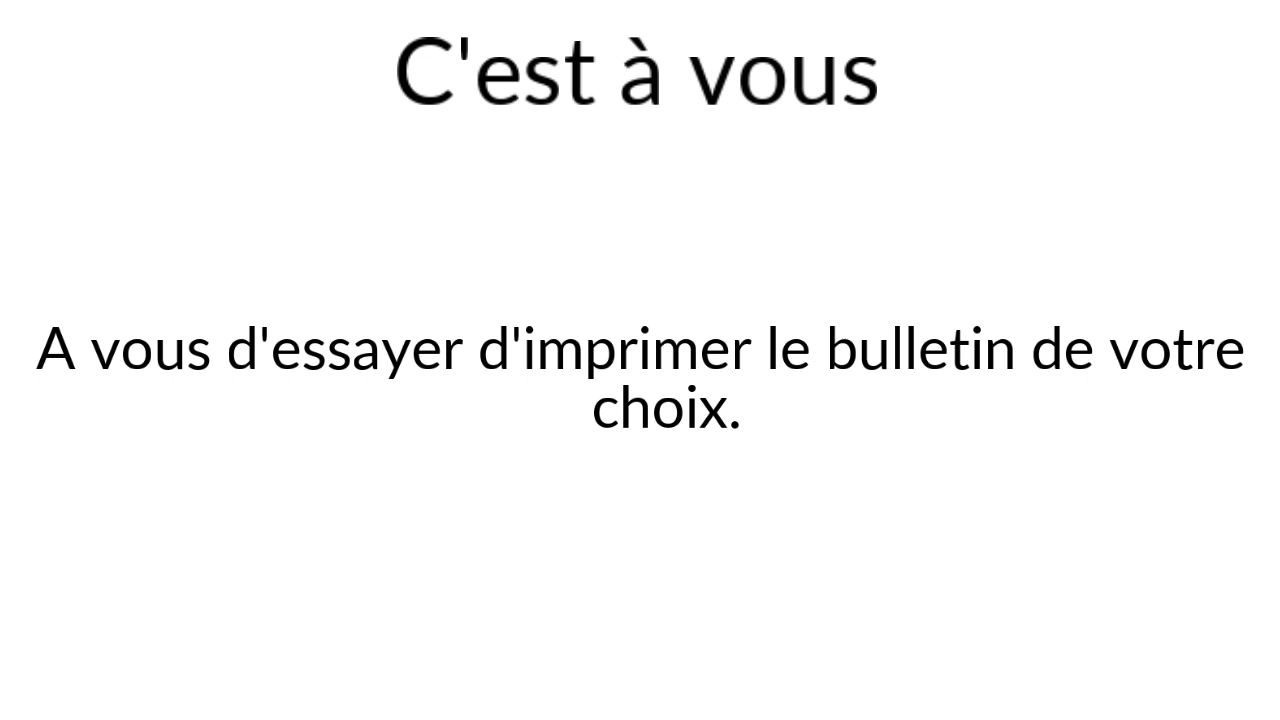 C'est à vous
A vous d'essayer d'imprimer le bulletin de votre
choix.